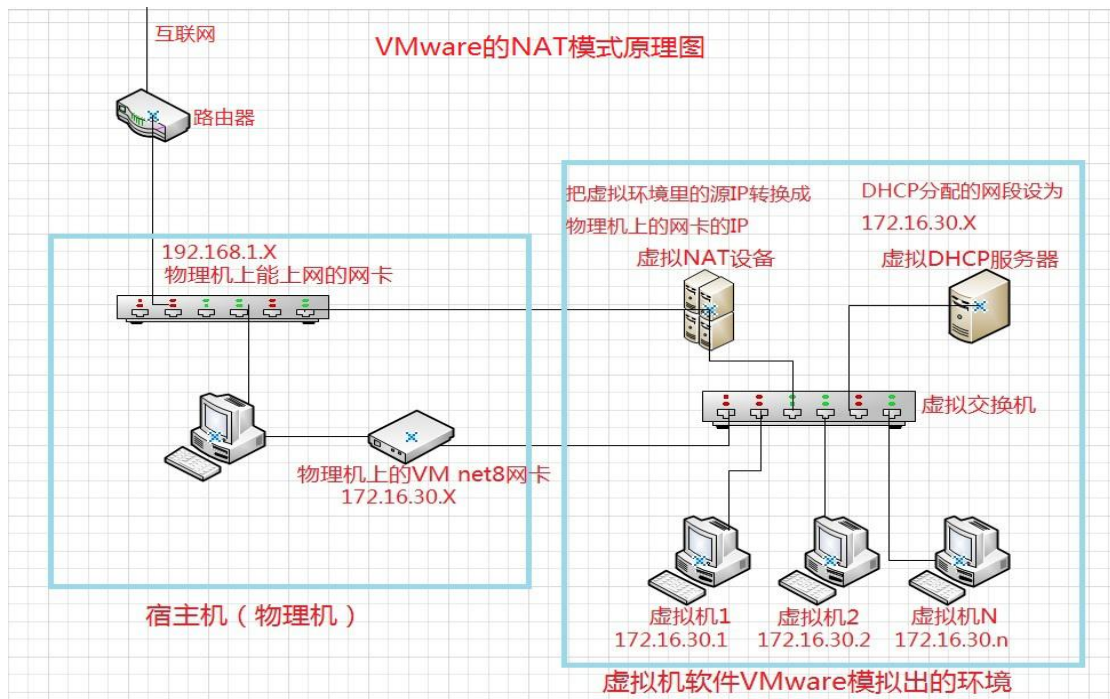 互联网
VMware的NAT模式原理图
路由器
192.168.1.X
物理机上能上网的网卡
物理机上的VM net8网卡
172.16.30.X
宿主机（物理机）
把虚拟环境里的源IP转换成
物理机上的网卡的IP
虚拟NAT设备
DHCP分配的网段设为
172.16.30.X
虚拟DHCP服务器
虚拟交换机
虚拟机1
172.16.30.1
虚拟机2
172.16.30.2
虚拟机N
172.16.30.n
虚拟机软件VMware模拟出的环境